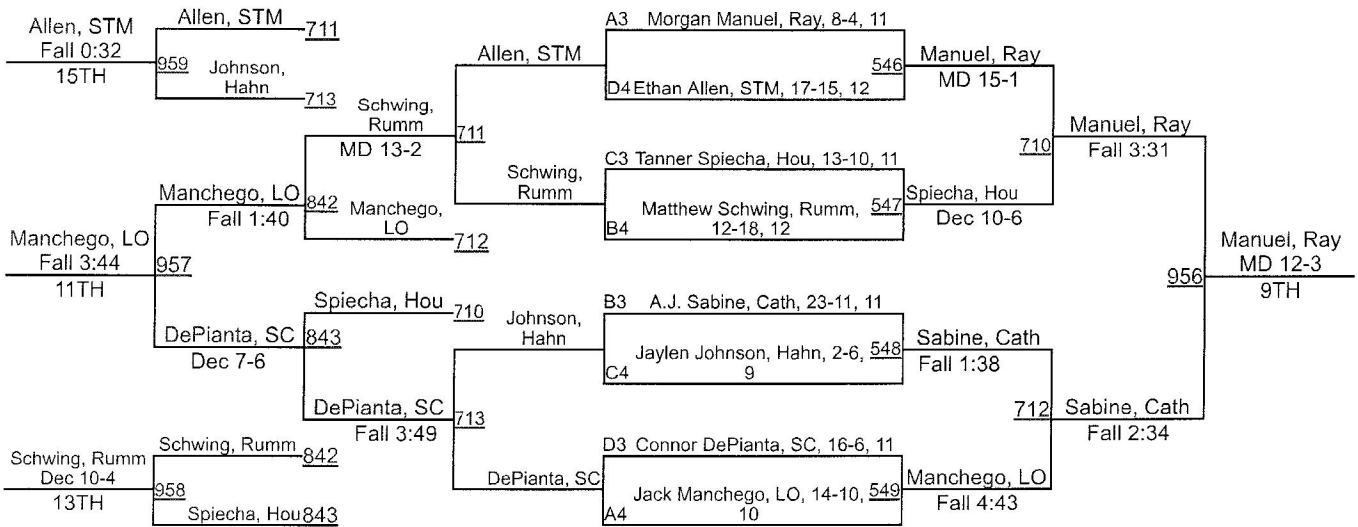 Allen, STM
Fall 0:32
15TH
Allen, STM
711
959
Johnson,
Hahn
713
Manchego, LO
Fall 3:44
11TH
957
Manchego, LO
Fall 1:40
842
Schwing,
Rumm
MD 13-2
711
Manchego,
LO
712
Allen, STM
Schwing,
Rumm
DePianta, SC
Dec 7-6
843
Spiecha, Hou
710
DePianta, SC
Fall 3:49
713
Johnson,
Hahn
DePianta, SC
Schwing, Rumm
Dec 10-4
13TH
958
Schwing, Rumm
842
Spiecha, Hou
843
A3 Morgan Manuel, Ray, 8-4, 11
546
D4 Ethan Allen, STM, 17-15, 12
Manuel, Ray
MD 15-1
C3 Tanner Spiecha, Hou, 13-10, 11
Matthew Schwing, Rumm,
547
B4 12-18, 12
Spiecha, Hou
Dec 10-6
710
Manuel, Ray
Fall 3:31
B3 A.J. Sabine, Cath, 23-11, 11
Jaylen Johnson, Hahn, 2-6,
548
C4 9
Sabine, Cath
Fall 1:38
D3 Connor DePianta, SC, 16-6, 11
Jack Manchego, LO, 14-10,
549
A4 10
Manchego, LO
Fall 4:43
712
Sabine, Cath
Fall 2:34
956
Manuel, Ray
MD 12-3
9TH